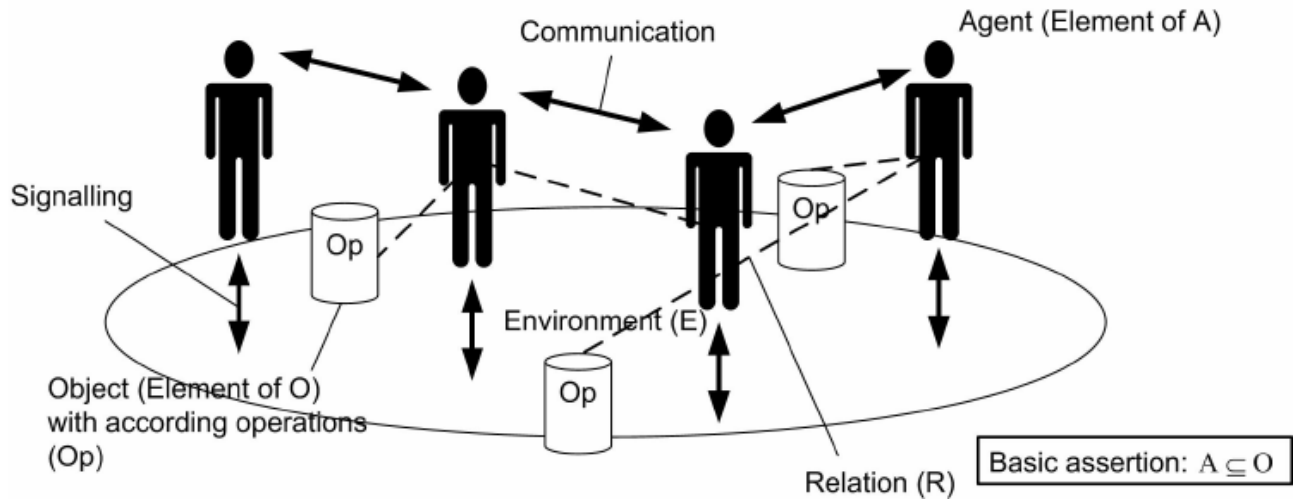 Communication
Agent (Element of A)
Signalling
Op
Op
Environment (E)
Op
Object (Element of O)
with according operations
(Op)
Relation (R)
Basic assertion: A ⊆ O